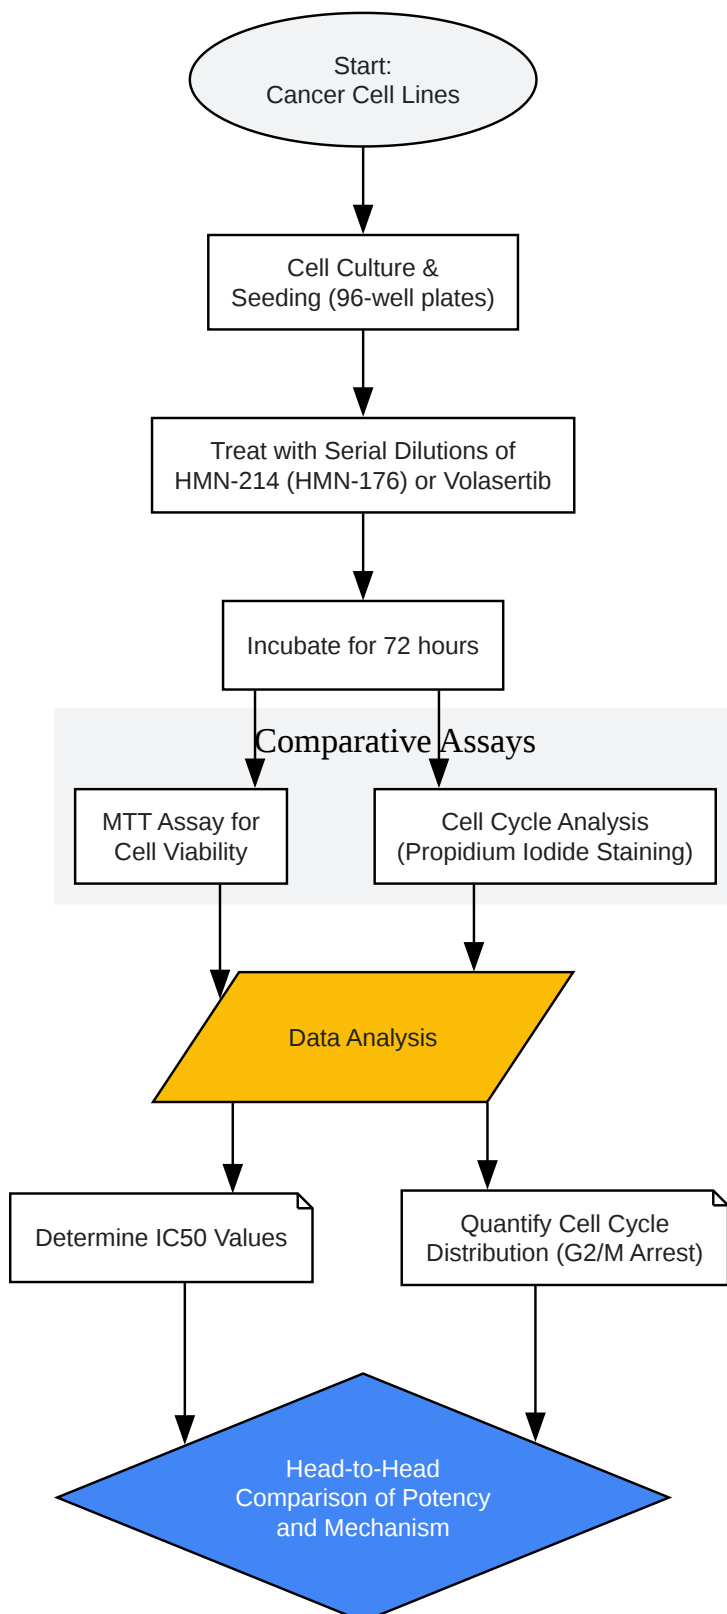 Start:
Cancer Cell Lines
Cell Culture &
Seeding (96-well plates)
Treat with Serial Dilutions of
HMN-214 (HMN-176) or Volasertib
Incubate for 72 hours
Comparative Assays
MTT Assay for
Cell Viability
Cell Cycle Analysis
(Propidium Iodide Staining)
Data Analysis
Determine IC50 Values
Quantify Cell Cycle
Distribution (G2/M Arrest)
Head-to-Head
Comparison of Potency
and Mechanism